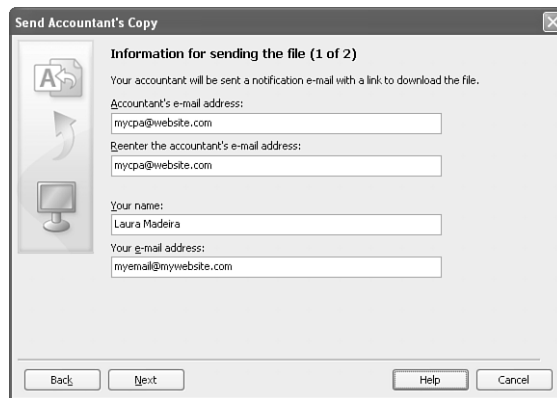 Send Accountant's Copy
Information for sending the file (1 of 2)
Your accountant will be sent a notification e-mail with a link to download the file.
Accountant's e-mail address:
mycpa@website.com
Reenter the accountant's e-mail address:
mycpa@website.com
Your name:
Laura Madeira
Your e-mail address:
myemail@mywebsite.com
Back Next Help Cancel